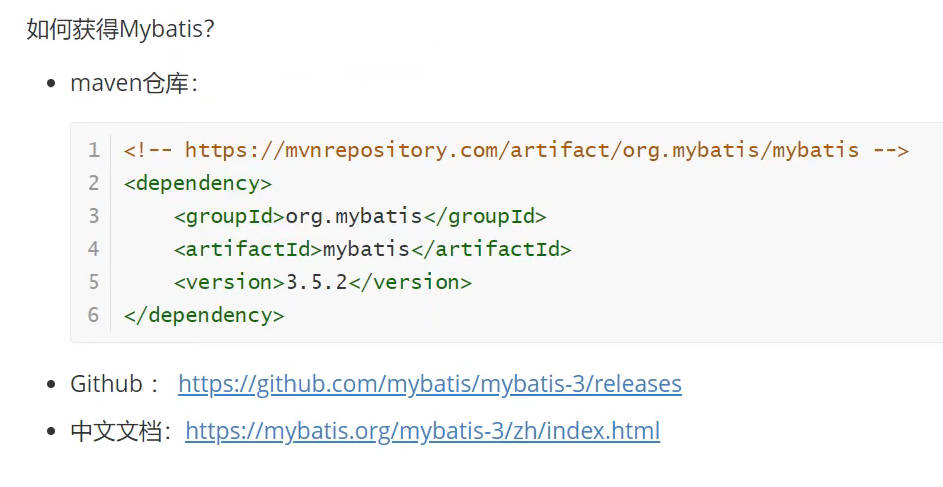 如何获得Mybatis？
• maven仓库：
1 <!-- https://mvnrepository.com/artifact/org.mybatis/mybatis -->
2 <dependency>
3     <groupId>org.mybatis</groupId>
4     <artifactId>mybatis</artifactId>
5     <version>3.5.2</version>
6 </dependency>
• Github ： https://github.com/mybatis/mybatis-3/releases
• 中文文档：https://mybatis.org/mybatis-3/zh/index.html